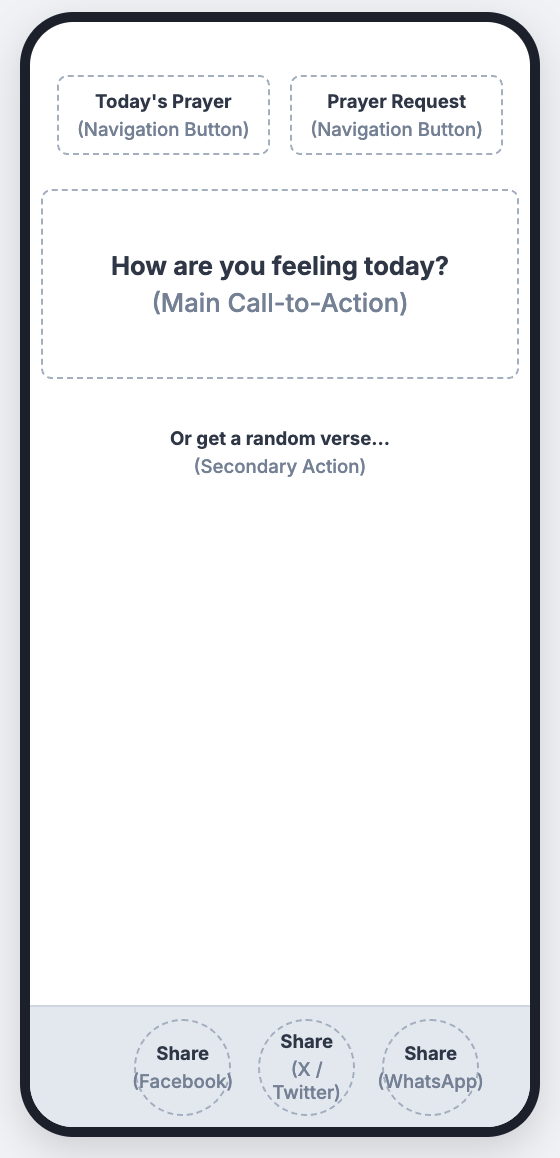 Today's Prayer
(Navigation Button)
Prayer Request
(Navigation Button)
How are you feeling today?
(Main Call-to-Action)
Or get a random verse...
(Secondary Action)
Share
(Facebook)
Share
(X /
Twitter)
Share
(WhatsApp)